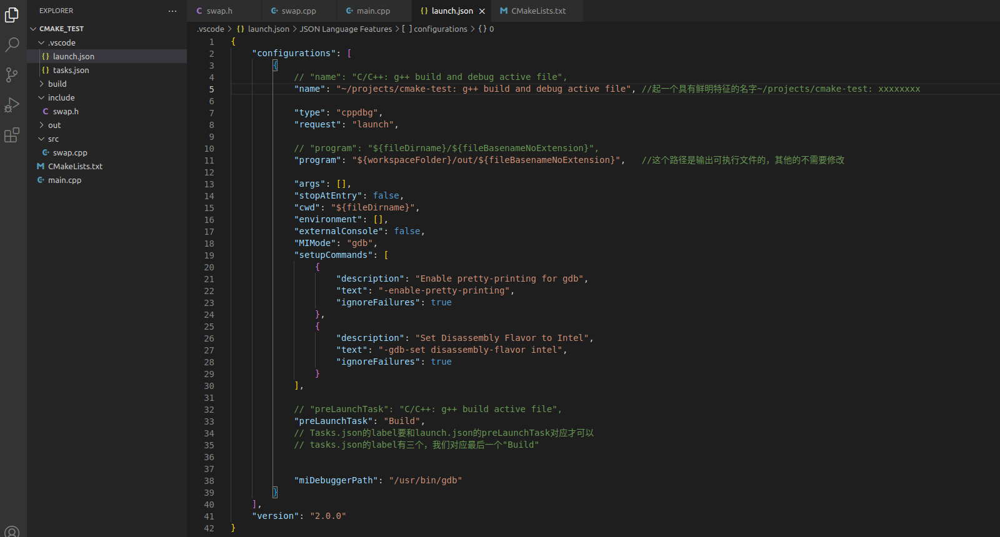 EXPLORER
CMAKE_TEST
.vscode
launch.json
tasks.json
build
include
swap.h
out
src
swap.cpp
CMakeLists.txt
main.cpp
swap.h swap.cpp main.cpp launch.json CMakeLists.txt
.vscode > {} launch.json > JSON Language Features > [ ] configurations > {} 0
1 {
2 "configurations": [
3 {
4 // "name": "C/C++: g++ build and debug active file",
5 "name": "~/projects/cmake-test: g++ build and debug active file", //起一个具有鲜明特征的名字~/projects/cmake-test: xxxxxxxx
6
7 "type": "cppdbg",
8 "request": "launch",
9
10 // "program": "${fileDirname}/${fileBasenameNoExtension}",
11 "program": "${workspaceFolder}/out/${fileBasenameNoExtension}", //这个路径是输出可执行文件的，其他的不需要修改
12
13 "args": [],
14 "stopAtEntry": false,
15 "cwd": "${fileDirname}",
16 "environment": [],
17 "externalConsole": false,
18 "MIMode": "gdb",
19 "setupCommands": [
20 {
21 "description": "Enable pretty-printing for gdb",
22 "text": "-enable-pretty-printing",
23 "ignoreFailures": true
24 },
25 {
26 "description": "Set Disassembly Flavor to Intel",
27 "text": "-gdb-set disassembly-flavor intel",
28 "ignoreFailures": true
29 }
30 ],
31
32 // "preLaunchTask": "C/C++: g++ build active file",
33 "preLaunchTask": "Build",
34 // Tasks.json的label要和launch.json的preLaunchTask对应才可以
35 // tasks.json的label有三个，我们对应最后一个"Build"
36
37
38 "miDebuggerPath": "/usr/bin/gdb"
39 }
40 ],
41 "version": "2.0.0"
42 }